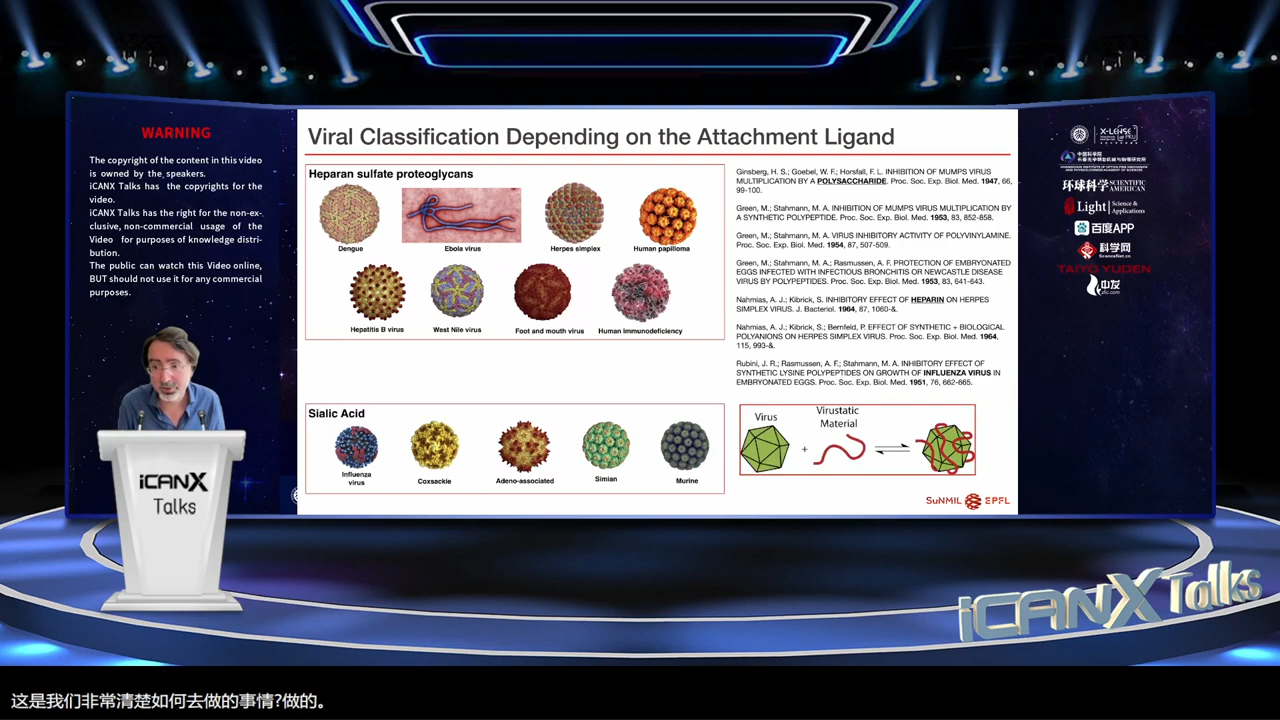 WARNING
The copyright of the content in this video
is owned by the speakers.
iCANX Talks has the copyrights for the
video.
iCANX Talks has the right for the non-ex-
clusive, non-commercial usage of the
Video for purposes of knowledge distri-
bution.
The public can watch this Video online,
BUT should not use it for any commercial
purposes.
iCANX
Talks
Viral Classification Depending on the Attachment Ligand
Heparan sulfate proteoglycans
Dengue
Ebola virus
Herpes simplex
Human papilloma
Hepatitis B virus
West Nile virus
Foot and mouth virus
Human immunodeficiency
Sialic Acid
Influenza
virus
Coxsackie
Adeno-associated
Simian
Murine
Ginsberg, H. S.; Goebel, W. F.; Horsfall, F. L. INHIBITION OF MUMPS VIRUS
MULTIPLICATION BY A POLYSACCHARIDE. Proc. Soc. Exp. Biol. Med. 1947, 66,
99-100.
Green, M.; Stahmann, M. A. INHIBITION OF MUMPS VIRUS MULTIPLICATION BY
A SYNTHETIC POLYPEPTIDE. Proc. Soc. Exp. Biol. Med. 1953, 83, 852-858.
Green, M.; Stahmann, M. A. VIRUS INHIBITORY ACTIVITY OF POLYVINYLAMINE.
Proc. Soc. Exp. Biol. Med. 1954, 87, 507-509.
Green, M.; Stahmann, M. A.; Rasmussen, A. F. PROTECTION OF EMBRYONATED
EGGS INFECTED WITH INFECTIOUS BRONCHITIS OR NEWCASTLE DISEASE
VIRUS BY POLYPEPTIDES. Proc. Soc. Exp. Biol. Med. 1953, 83, 641-643.
Nahmias, A. J.; Kibrick, S. INHIBITORY EFFECT OF HEPARIN ON HERPES
SIMPLEX VIRUS. J. Bacteriol. 1964, 87, 1060-&.
Nahmias, A. J.; Kibrick, S.; Bernfeld, P. EFFECT OF SYNTHETIC + BIOLOGICAL
POLYANIONS ON HERPES SIMPLEX VIRUS. Proc. Soc. Exp. Biol. Med. 1964,
115, 993-&.
Rubini, J. R.; Rasmussen, A. F.; Stahmann, M. A. INHIBITORY EFFECT OF
SYNTHETIC LYSINE POLYPEPTIDES ON GROWTH OF INFLUENZA VIRUS IN
EMBRYONATED EGGS. Proc. Soc. Exp. Biol. Med. 1951, 76, 662-665.
Virus
+
Virustatic
Material
SuNMIL EPFL
X-LENSE
中国科学院
环球科学 SCIENTIFIC AMERICAN
Light Science & Applications
百度APP
科学网
ScienceNet.cn
TAIYO YUDEN
中友
iCANX Talks
这是我们非常清楚如何去做的事情?做的。